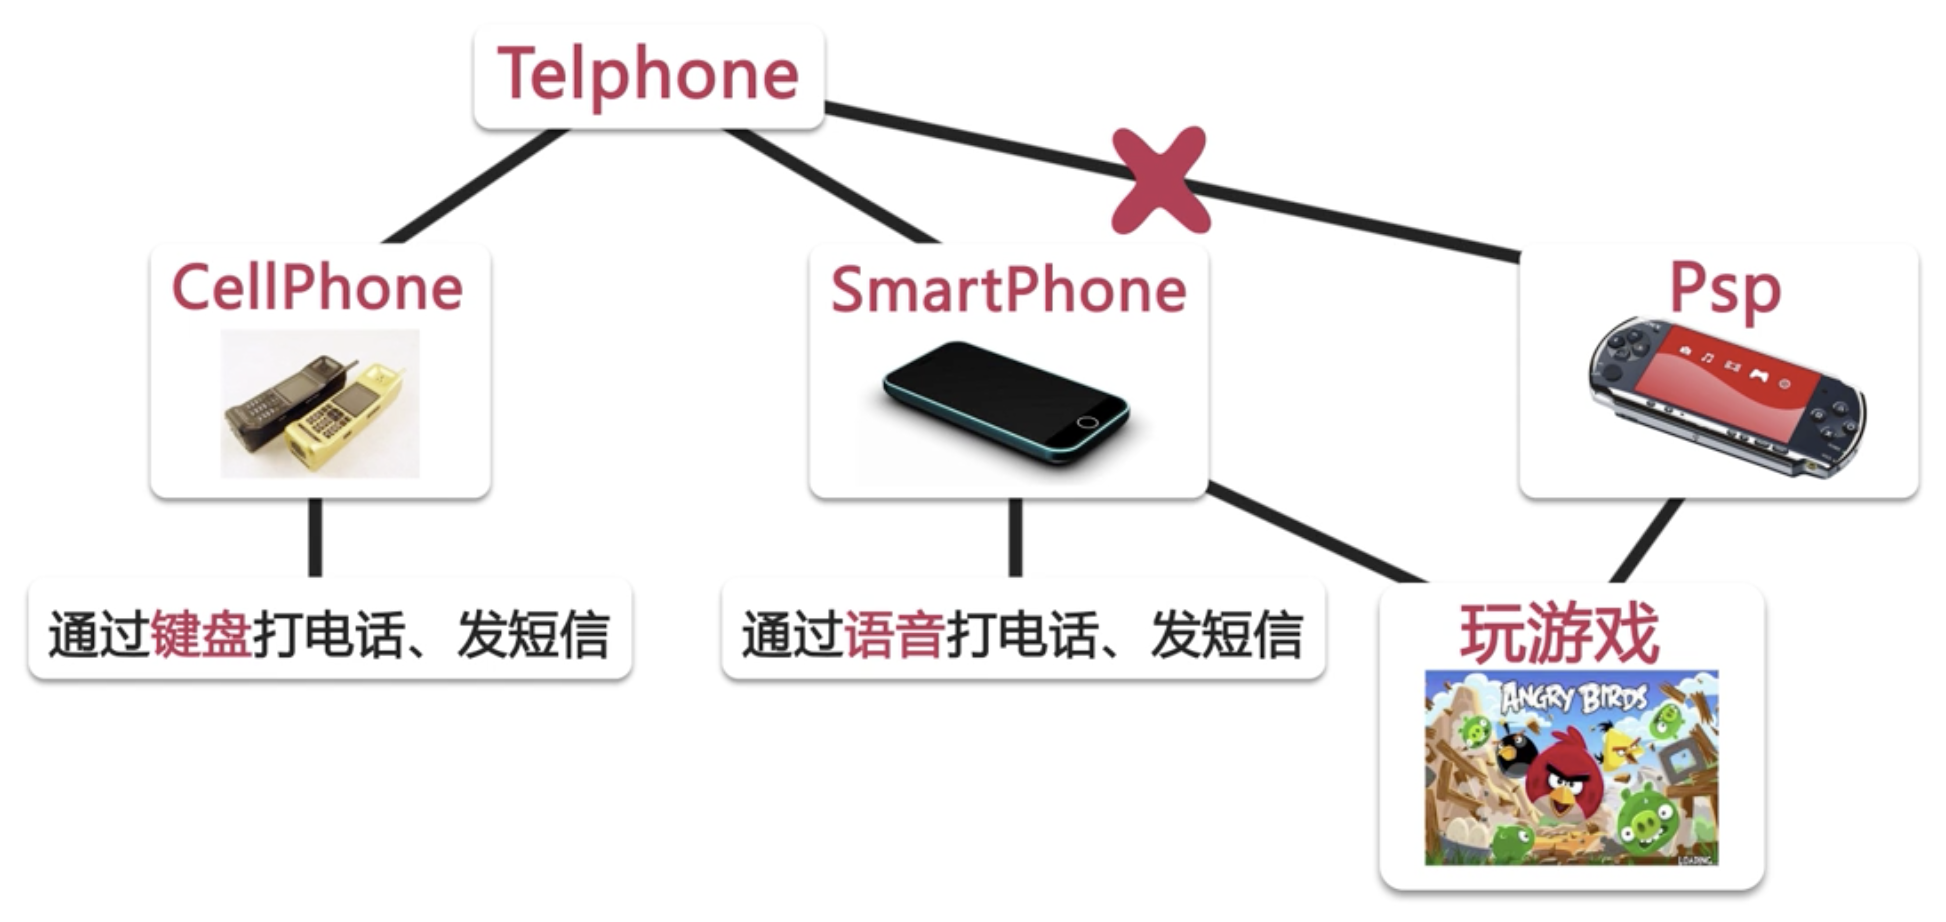 Telphone
CellPhone
SmartPhone
Psp
通过键盘打电话、发短信
通过语音打电话、发短信
玩游戏
ANGRY BIRDS
LOADING